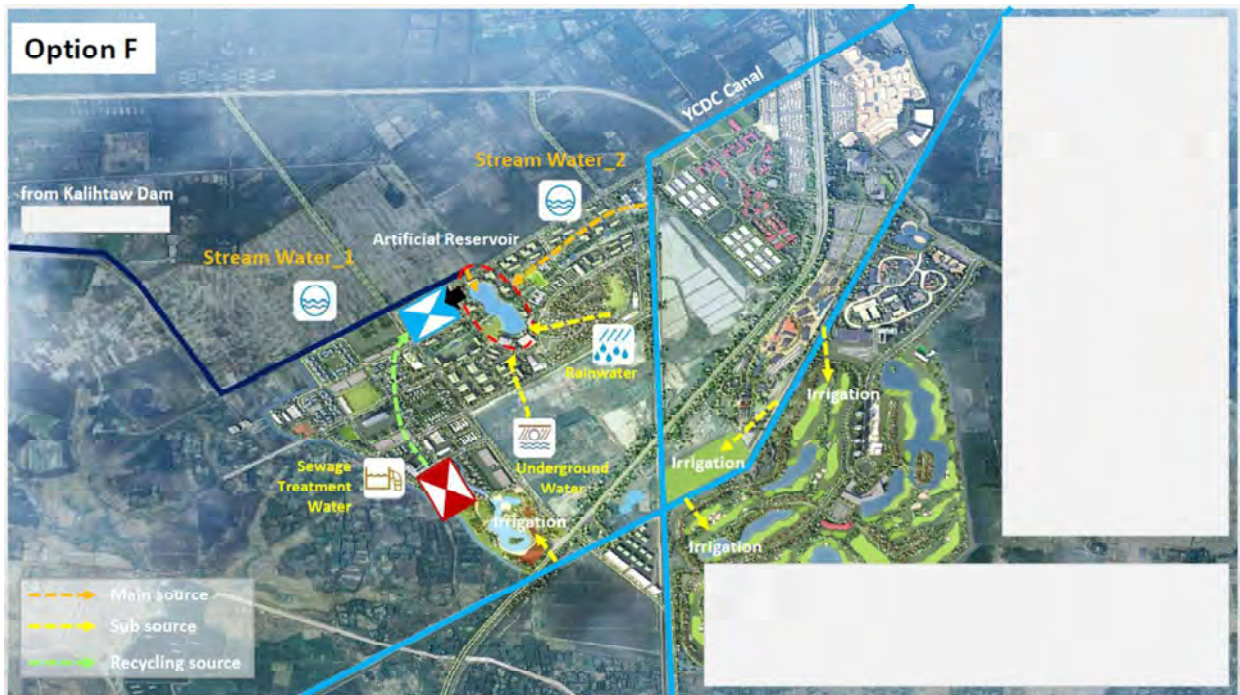 Option F
YCDC Canal
Stream Water_2
from Kalihtaw Dam
Artificial Reservoir
Stream Water_1
Rainwater
Irrigation
Irrigation
Underground
Water
Sewage
Treatment
Water
Irrigation
Irrigation
Main source
Sub source
Recycling source